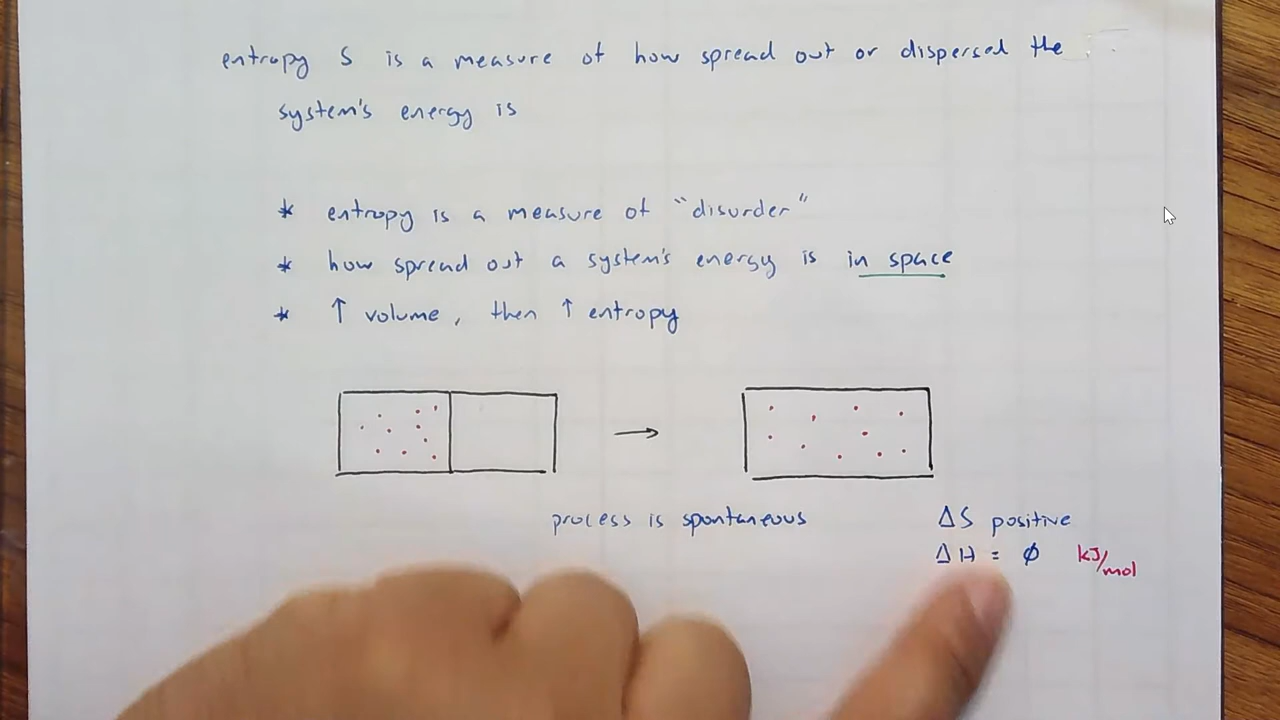 entropy S is a measure of how spread out or dispersed the
system's energy is
* entropy is a measure of "disorder"
* how spread out a system's energy is in space
* ↑ volume, then ↑ entropy
→
process is spontaneous
ΔS positive
ΔH = ϕ kJ/mol